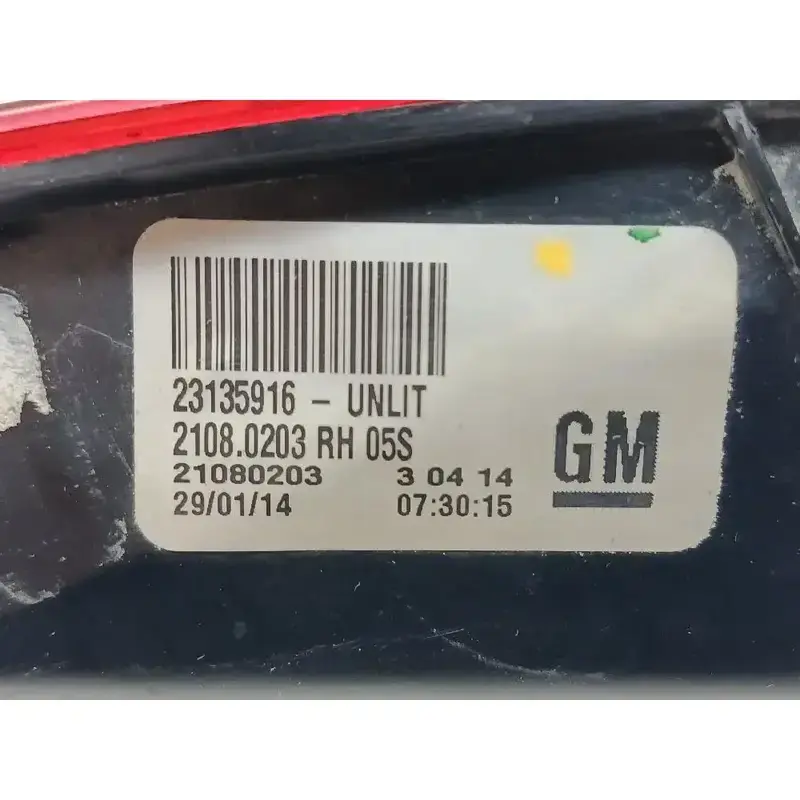 23135916 - UNLIT
2108.0203 RH 05S
21080203 3 04 14
29/01/14 07:30:15
GM